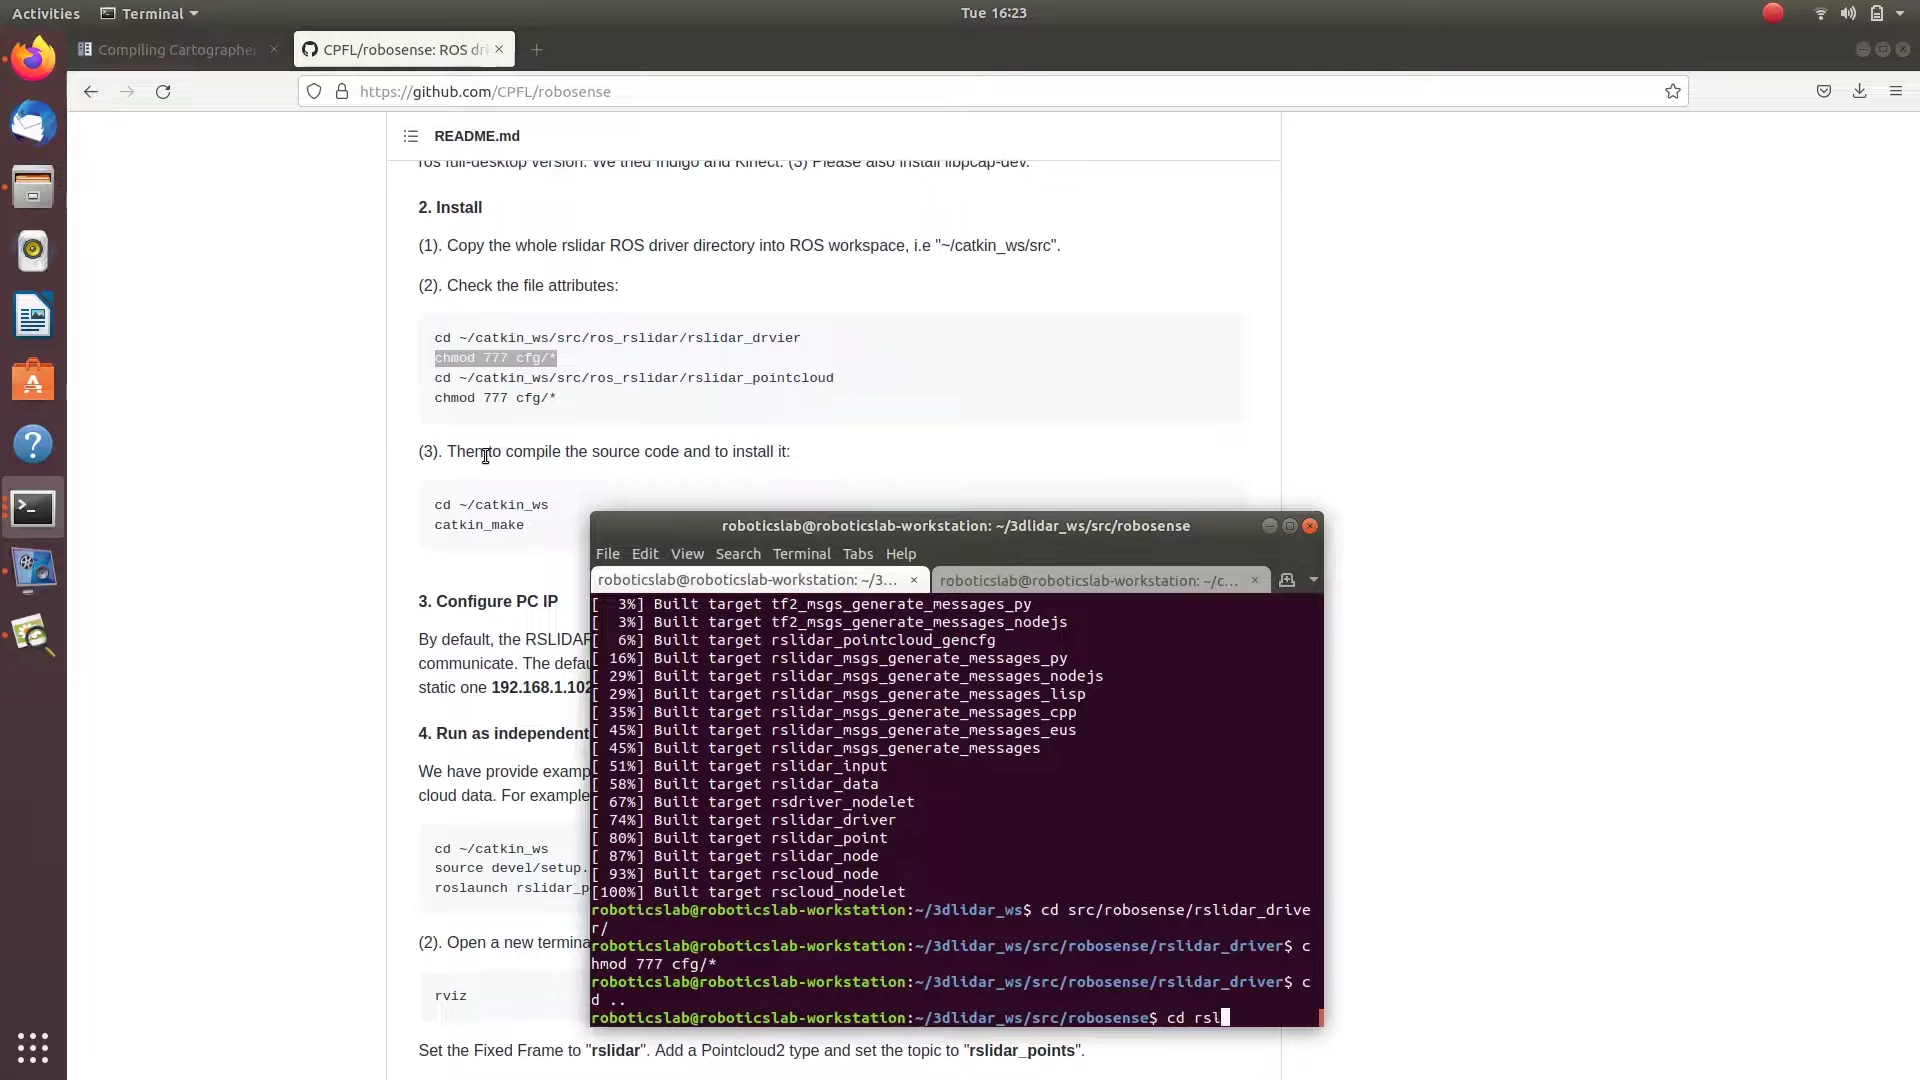 Activities
Terminal
Tue 16:23
Compiling Cartographe
CPFL/robosense: ROS dri
https://github.com/CPFL/robosense
README.md
ros full-desktop version. We tried Indigo and Kinect. (3) Please also install libpcap-dev.
2. Install
(1). Copy the whole rslidar ROS driver directory into ROS workspace, i.e "~/catkin_ws/src".
(2). Check the file attributes:
cd ~/catkin_ws/src/ros_rslidar/rslidar_drvier
chmod 777 cfg/*
cd ~/catkin_ws/src/ros_rslidar/rslidar_pointcloud
chmod 777 cfg/*
(3). Then to compile the source code and to install it:
cd ~/catkin_ws
catkin_make
3. Configure PC IP
By default, the RSLIDAR
communicate. The defau
static one 192.168.1.102
4. Run as independent
We have provide examp
cloud data. For example
cd ~/catkin_ws
source devel/setup.
roslaunch rslidar_p
(2). Open a new termina
rviz
Set the Fixed Frame to "rslidar". Add a Pointcloud2 type and set the topic to "rslidar_points".
roboticslab@roboticslab-workstation: ~/3dlidar_ws/src/robosense
File Edit View Search Terminal Tabs Help
roboticslab@roboticslab-workstation: ~/3...
roboticslab@roboticslab-workstation: ~/c...
[  3%] Built target tf2_msgs_generate_messages_py
[  3%] Built target tf2_msgs_generate_messages_nodejs
[  6%] Built target rslidar_pointcloud_gencfg
[ 16%] Built target rslidar_msgs_generate_messages_py
[ 29%] Built target rslidar_msgs_generate_messages_nodejs
[ 29%] Built target rslidar_msgs_generate_messages_lisp
[ 35%] Built target rslidar_msgs_generate_messages_cpp
[ 45%] Built target rslidar_msgs_generate_messages_eus
[ 45%] Built target rslidar_msgs_generate_messages
[ 51%] Built target rslidar_input
[ 58%] Built target rslidar_data
[ 67%] Built target rsdriver_nodelet
[ 74%] Built target rslidar_driver
[ 80%] Built target rslidar_point
[ 87%] Built target rslidar_node
[ 93%] Built target rscloud_node
[100%] Built target rscloud_nodelet
roboticslab@roboticslab-workstation:~/3dlidar_ws$ cd src/robosense/rslidar_drive
r/
roboticslab@roboticslab-workstation:~/3dlidar_ws/src/robosense/rslidar_driver$ c
hmod 777 cfg/*
roboticslab@roboticslab-workstation:~/3dlidar_ws/src/robosense/rslidar_driver$ c
d ..
roboticslab@roboticslab-workstation:~/3dlidar_ws/src/robosense$ cd rsl